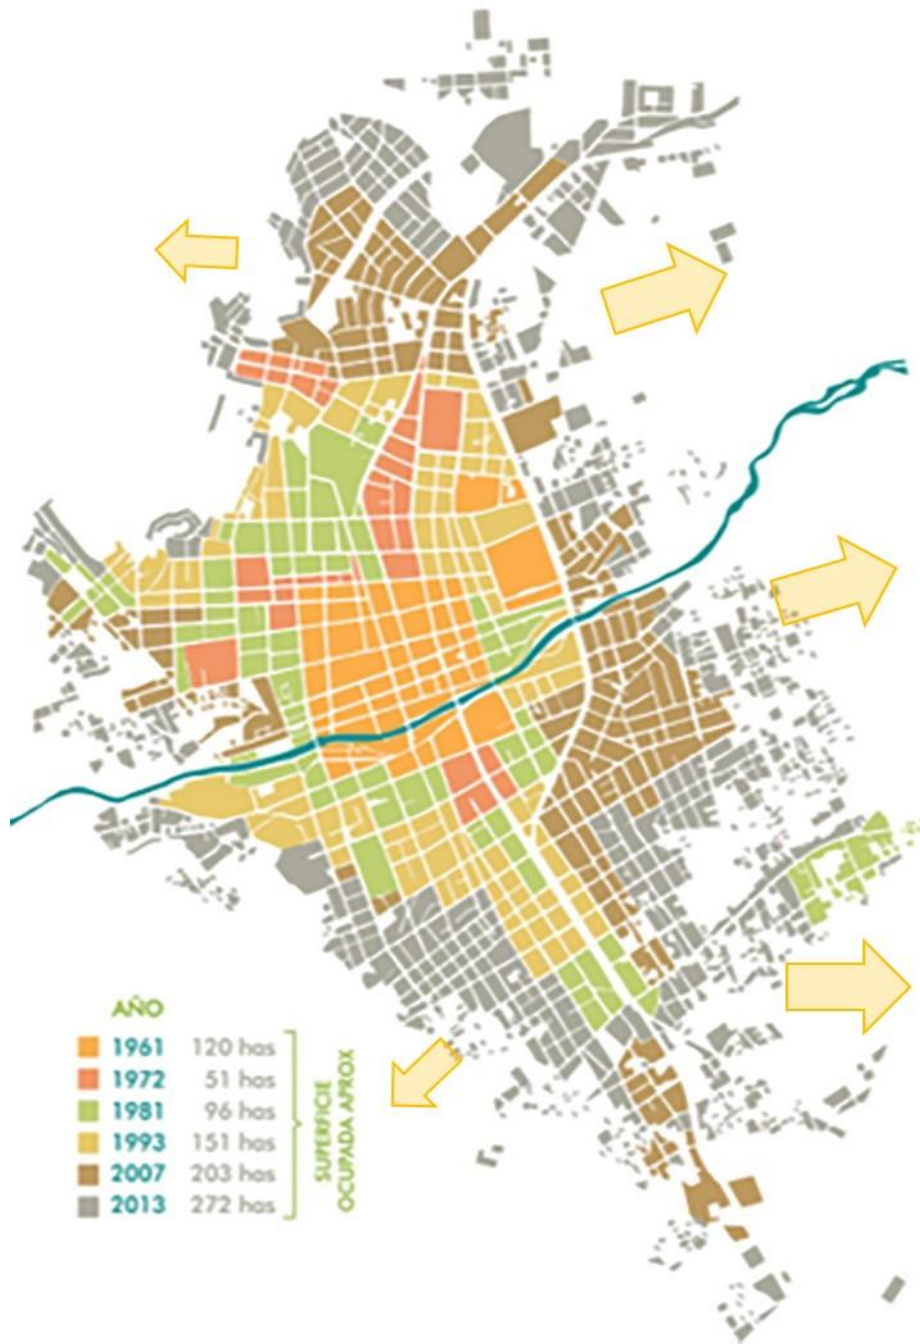 AÑO
1961 120 has
1972 51 has
1981 96 has
1993 151 has
2007 203 has
2013 272 has
SUPERFICIE
OCUPADA APROX